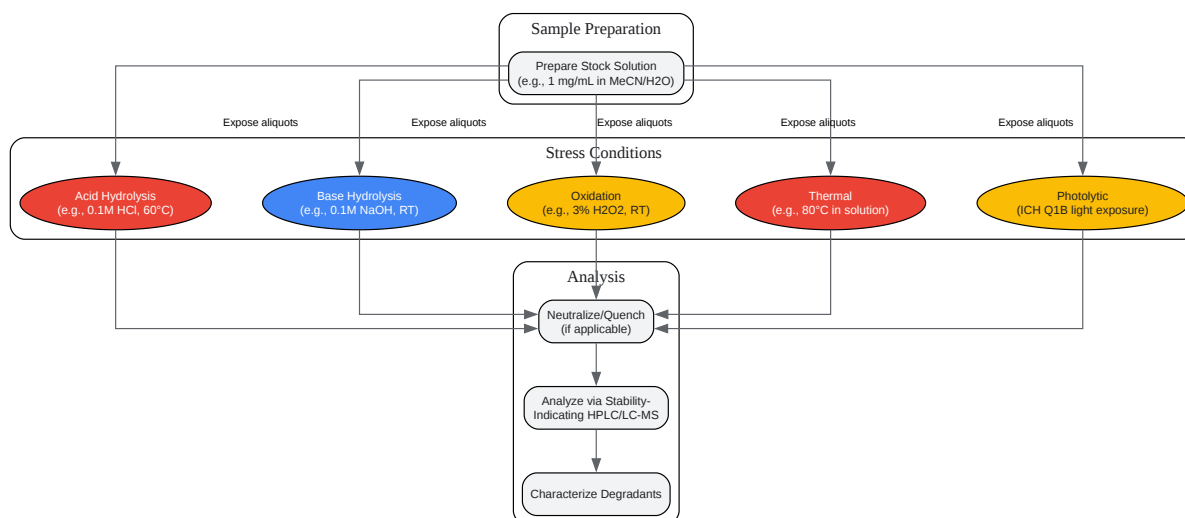 Sample Preparation
Prepare Stock Solution
(e.g., 1 mg/mL in MeCN/H2O)
Expose aliquots
Expose aliquots
Expose aliquots
Expose aliquots
Expose aliquots
Stress Conditions
Acid Hydrolysis
(e.g., 0.1M HCl, 60°C)
Base Hydrolysis
(e.g., 0.1M NaOH, RT)
Oxidation
(e.g., 3% H2O2, RT)
Thermal
(e.g., 80°C in solution)
Photolytic
(ICH Q1B light exposure)
Analysis
Neutralize/Quench
(if applicable)
Analyze via Stability-
Indicating HPLC/LC-MS
Characterize Degradants